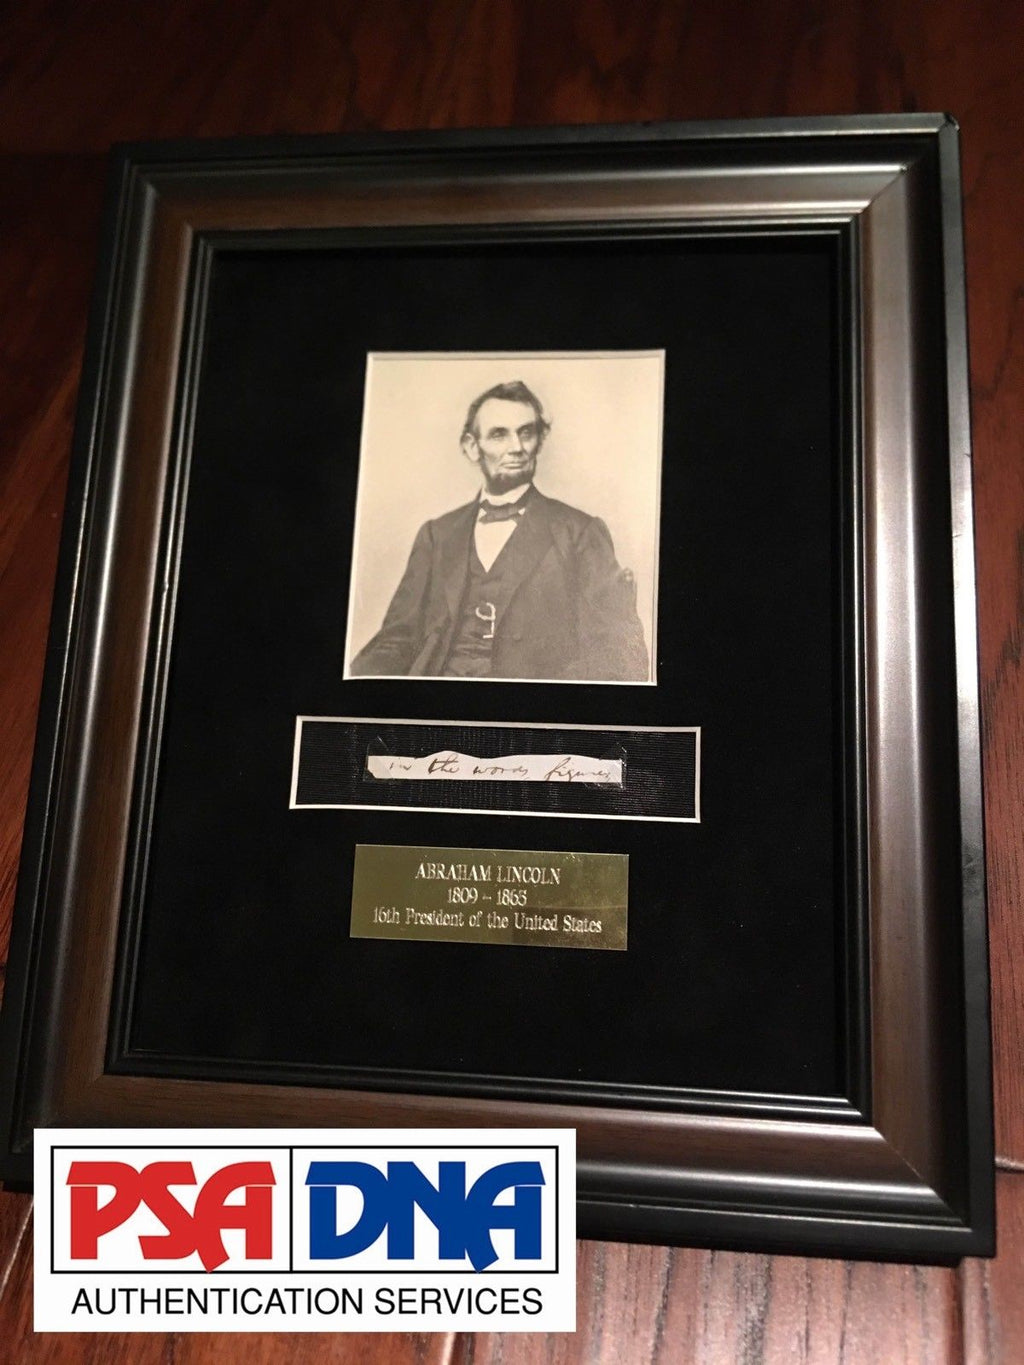 in the words figures
ABRAHAM LINCOLN
1809 - 1865
16th President of the United States
PSA DNA
AUTHENTICATION SERVICES